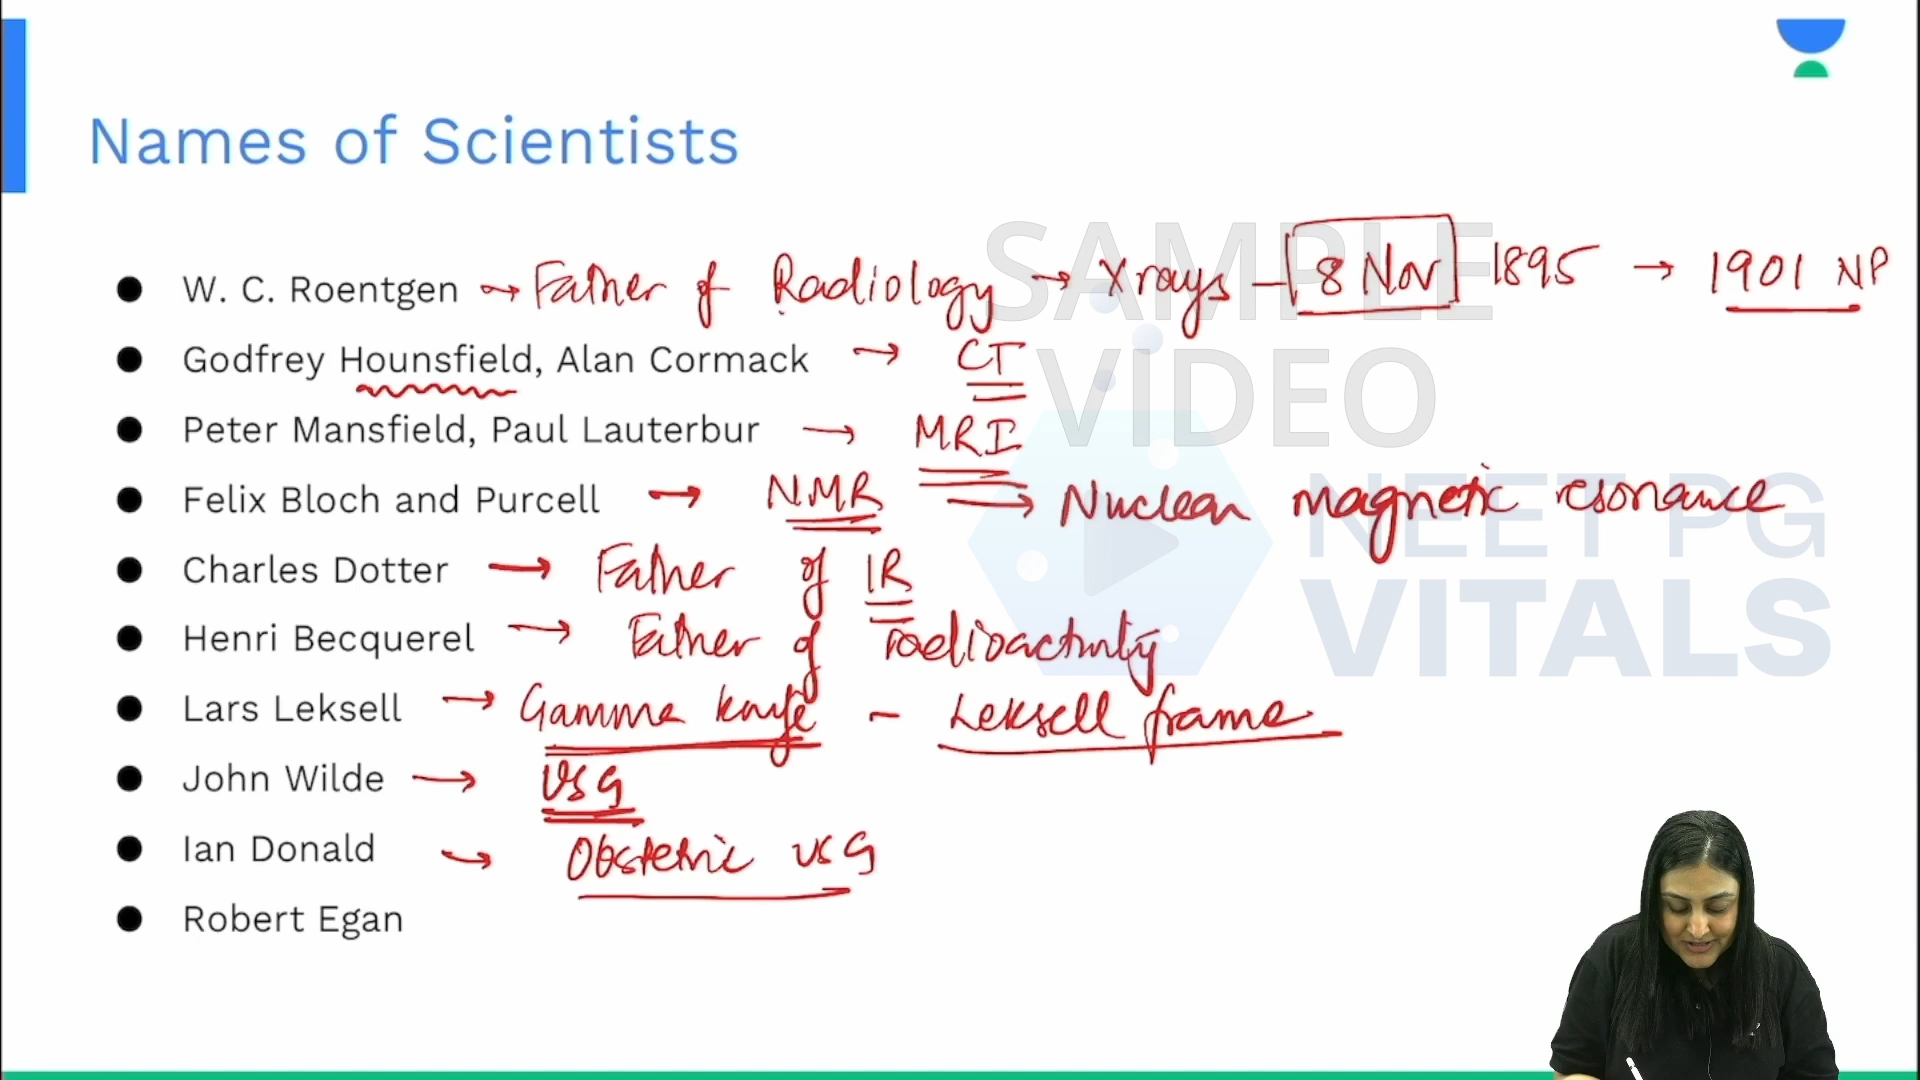 Names of Scientists
SAMPLE VIDEO
NEET PG VITALS
● W. C. Roentgen → Father of Radiology → X rays – 8 Nov 1895 → 1901 NP
● Godfrey Hounsfield, Alan Cormack → CT
● Peter Mansfield, Paul Lauterbur → MRI
● Felix Bloch and Purcell → NMR → Nuclear magnetic resonance
● Charles Dotter → Father of IR
● Henri Becquerel → Father of radioactivity
● Lars Leksell → Gamma knife – Leksell frame
● John Wilde → USG
● Ian Donald → Obstetric USG
● Robert Egan